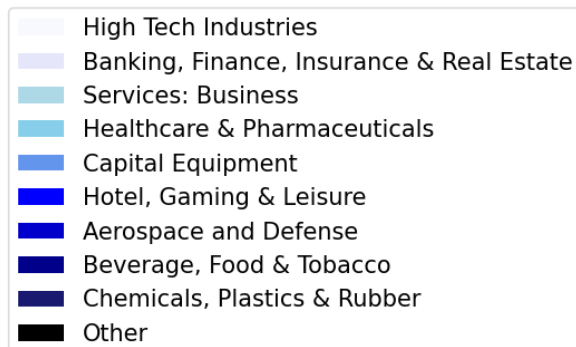 High Tech Industries
Banking, Finance, Insurance & Real Estate
Services: Business
Healthcare & Pharmaceuticals
Capital Equipment
Hotel, Gaming & Leisure
Aerospace and Defense
Beverage, Food & Tobacco
Chemicals, Plastics & Rubber
Other